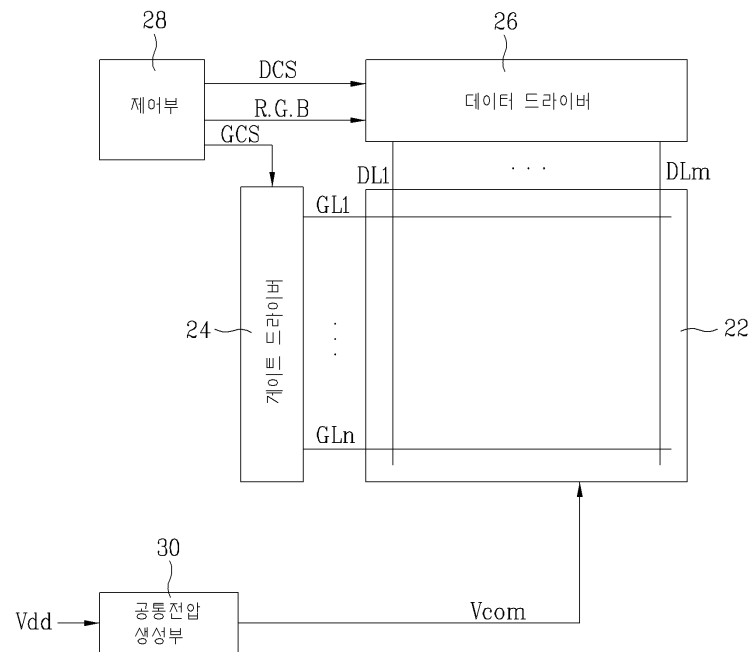 28
26
제어부
DCS
R.G.B
GCS
데이터 드라이버
DL1
. . .
DLm
GL1
게이트 드라이버
24
22
GLn
30
Vdd
공통전압
생성부
Vcom